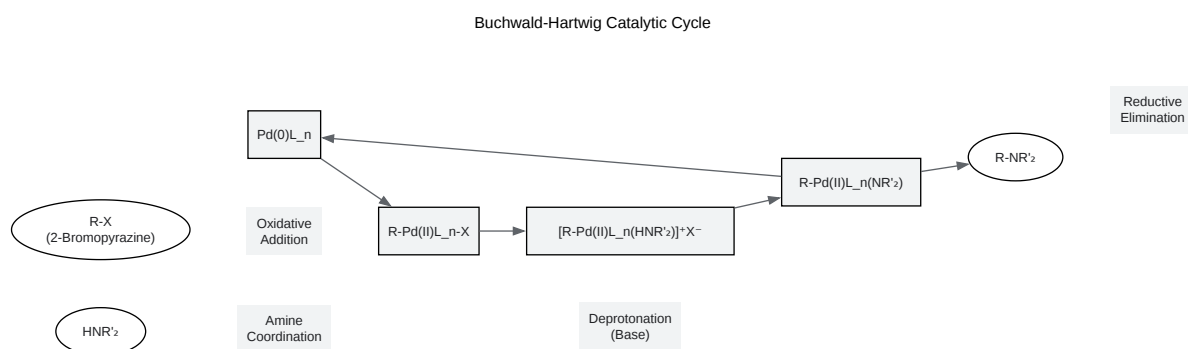 Buchwald-Hartwig Catalytic Cycle
Reductive
Elimination
Pd(0)L_n
R-NR'₂
R-Pd(II)L_n(NR'₂)
R-X
(2-Bromopyrazine)
Oxidative
Addition
R-Pd(II)L_n-X
[R-Pd(II)L_n(HNR'₂)]⁺X⁻
HNR'₂
Amine
Coordination
Deprotonation
(Base)